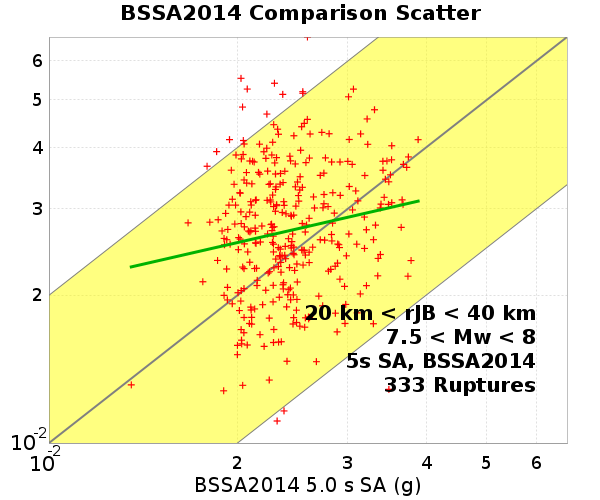 BSSA2014 Comparison Scatter
6
5
4
3
2
10-2
20 km < rJB < 40 km
7.5 < Mw < 8
5s SA, BSSA2014
333 Ruptures
10-2
2
3
4
5
6
BSSA2014 5.0 s SA (g)